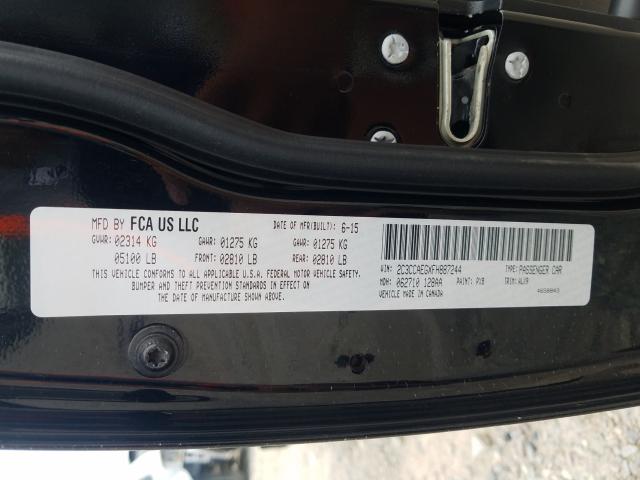 MFD BY FCA US LLC DATE OF MFR(BUILT): 6-15
GVWR: 02314 KG GAWR: 01275 KG GAWR: 01275 KG
05100 LB FRONT: 02810 LB REAR: 02810 LB
THIS VEHICLE CONFORMS TO ALL APPLICABLE U.S.A. FEDERAL MOTOR VEHICLE SAFETY,
BUMPER AND THEFT PREVENTION STANDARDS IN EFFECT ON
THE DATE OF MANUFACTURE SHOWN ABOVE.
VIN: 2C3CCAEGXFH887244 TYPE: PASSENGER CAR
MDH: 062710 128AA PAINT: PX8 TRIM: ALX9
VEHICLE MADE IN CANADA